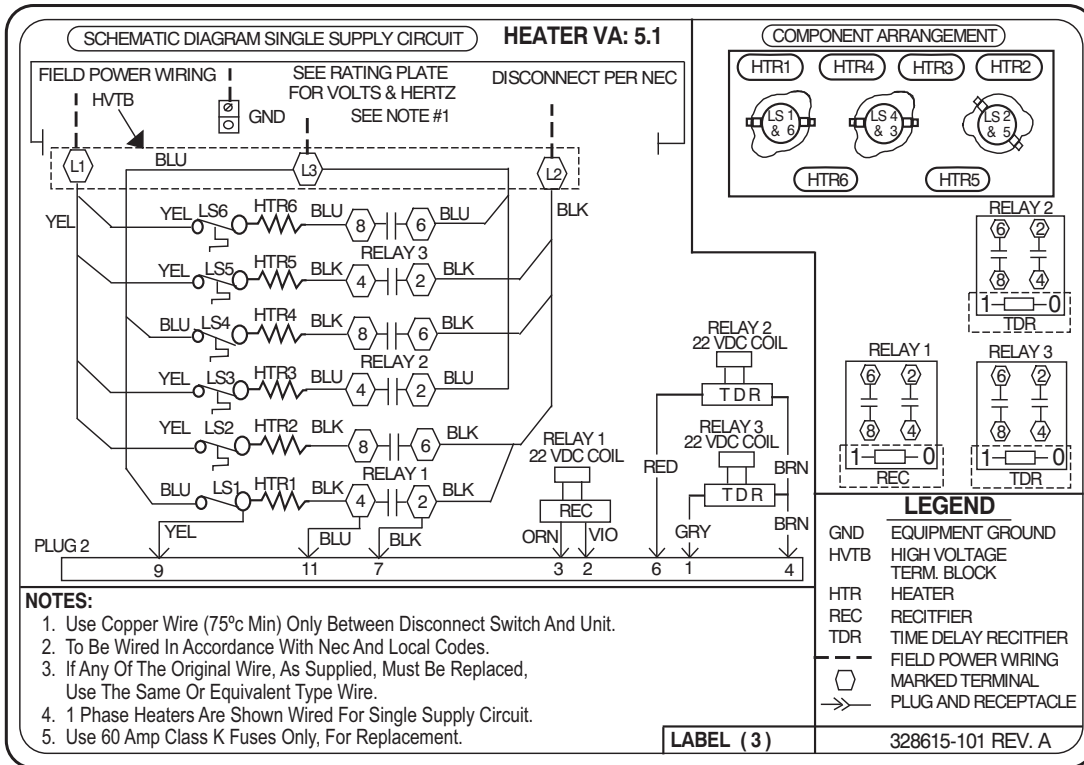 SCHEMATIC DIAGRAM SINGLE SUPPLY CIRCUIT
HEATER VA: 5.1
FIELD POWER WIRING
HVTB
GND
SEE RATING PLATE
FOR VOLTS & HERTZ
SEE NOTE #1
DISCONNECT PER NEC
L1
BLU
L3
L2
YEL
BLK
YEL LS6 HTR6 BLU 8 6 BLU
RELAY 3
YEL LS5 HTR5 BLK 4 2 BLK
BLU LS4 HTR4 BLK 8 6 BLK
RELAY 2
YEL LS3 HTR3 BLU 4 2 BLU
YEL LS2 HTR2 BLK 8 6 BLK
RELAY 1
BLU LS1 HTR1 BLK 4 2 BLK
YEL
BLU
BLK
RELAY 1
22 VDC COIL
REC
ORN
VIO
RELAY 2
22 VDC COIL
TDR
RELAY 3
22 VDC COIL
TDR
RED
BRN
GRY
BRN
PLUG 2
9 11 7 3 2 6 1 4
COMPONENT ARRANGEMENT
HTR1 HTR4 HTR3 HTR2
LS 1
& 6
LS 4
& 3
LS 2
& 5
HTR6 HTR5
RELAY 2
6 2
8 4
1 0
TDR
RELAY 1
6 2
8 4
1 0
REC
RELAY 3
6 2
8 4
1 0
TDR
LEGEND
GND EQUIPMENT GROUND
HVTB HIGH VOLTAGE
TERM. BLOCK
HTR HEATER
REC RECITFIER
TDR TIME DELAY RECITFIER
FIELD POWER WIRING
MARKED TERMINAL
PLUG AND RECEPTACLE
NOTES:
1. Use Copper Wire (75ºc Min) Only Between Disconnect Switch And Unit.
2. To Be Wired In Accordance With Nec And Local Codes.
3. If Any Of The Original Wire, As Supplied, Must Be Replaced,
Use The Same Or Equivalent Type Wire.
4. 1 Phase Heaters Are Shown Wired For Single Supply Circuit.
5. Use 60 Amp Class K Fuses Only, For Replacement.
LABEL ( 3 )
328615-101 REV. A